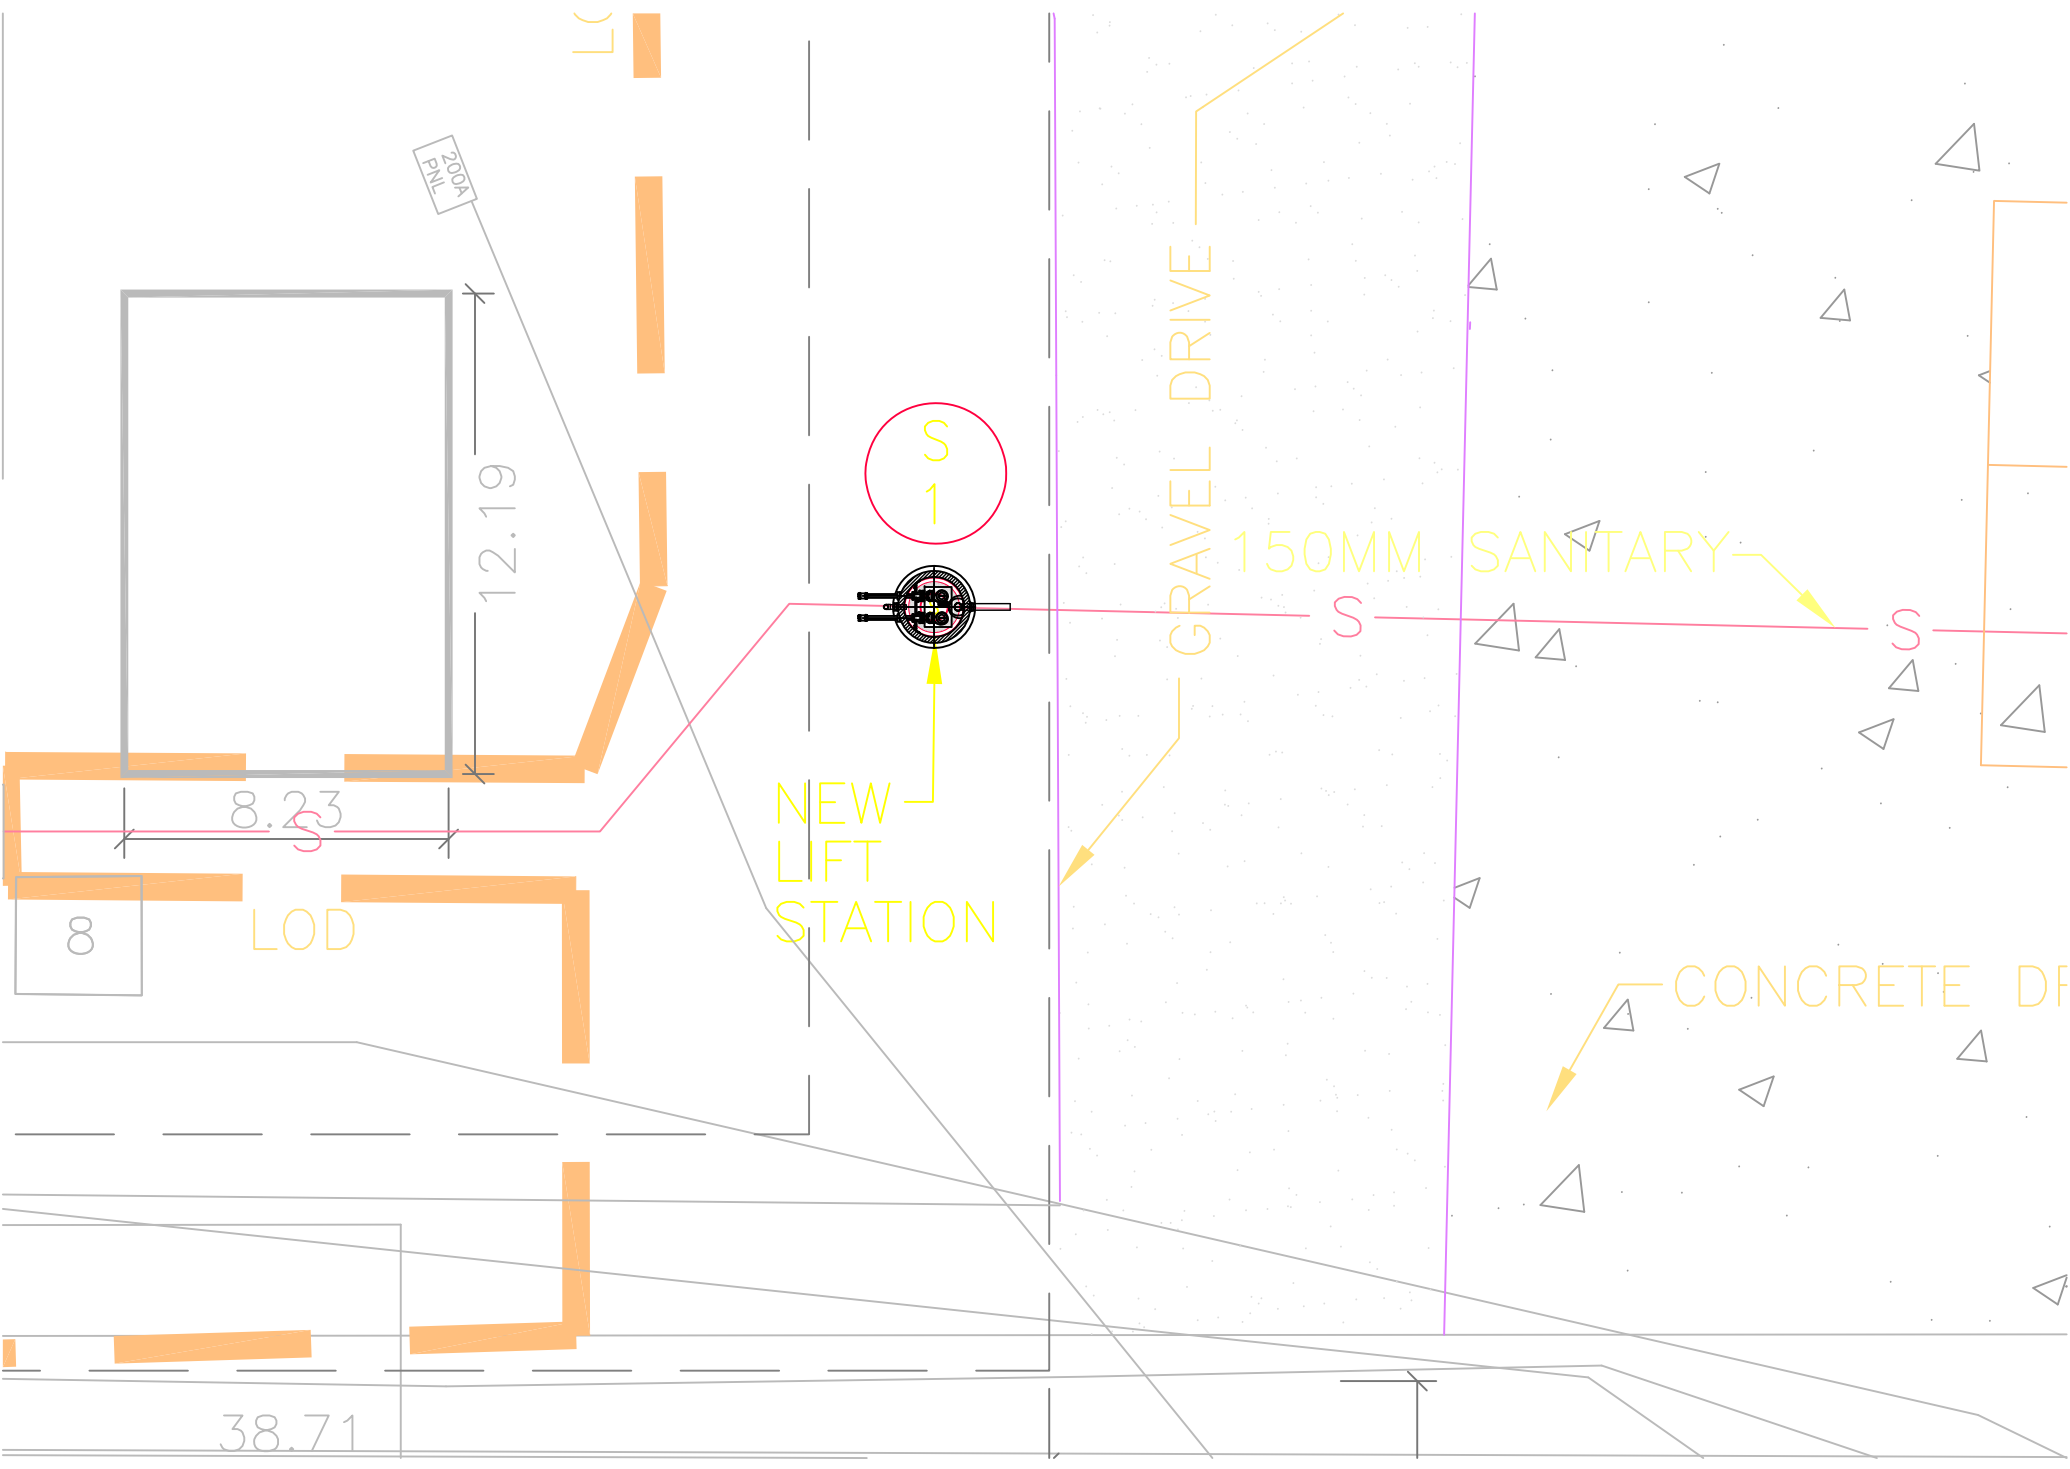 LO
200A
PNL
12.19
S
1
GRAVEL DRIVE
150MM SANITARY
S
S
NEW
LIFT
STATION
8.23
S
8
LOD
CONCRETE
38.71